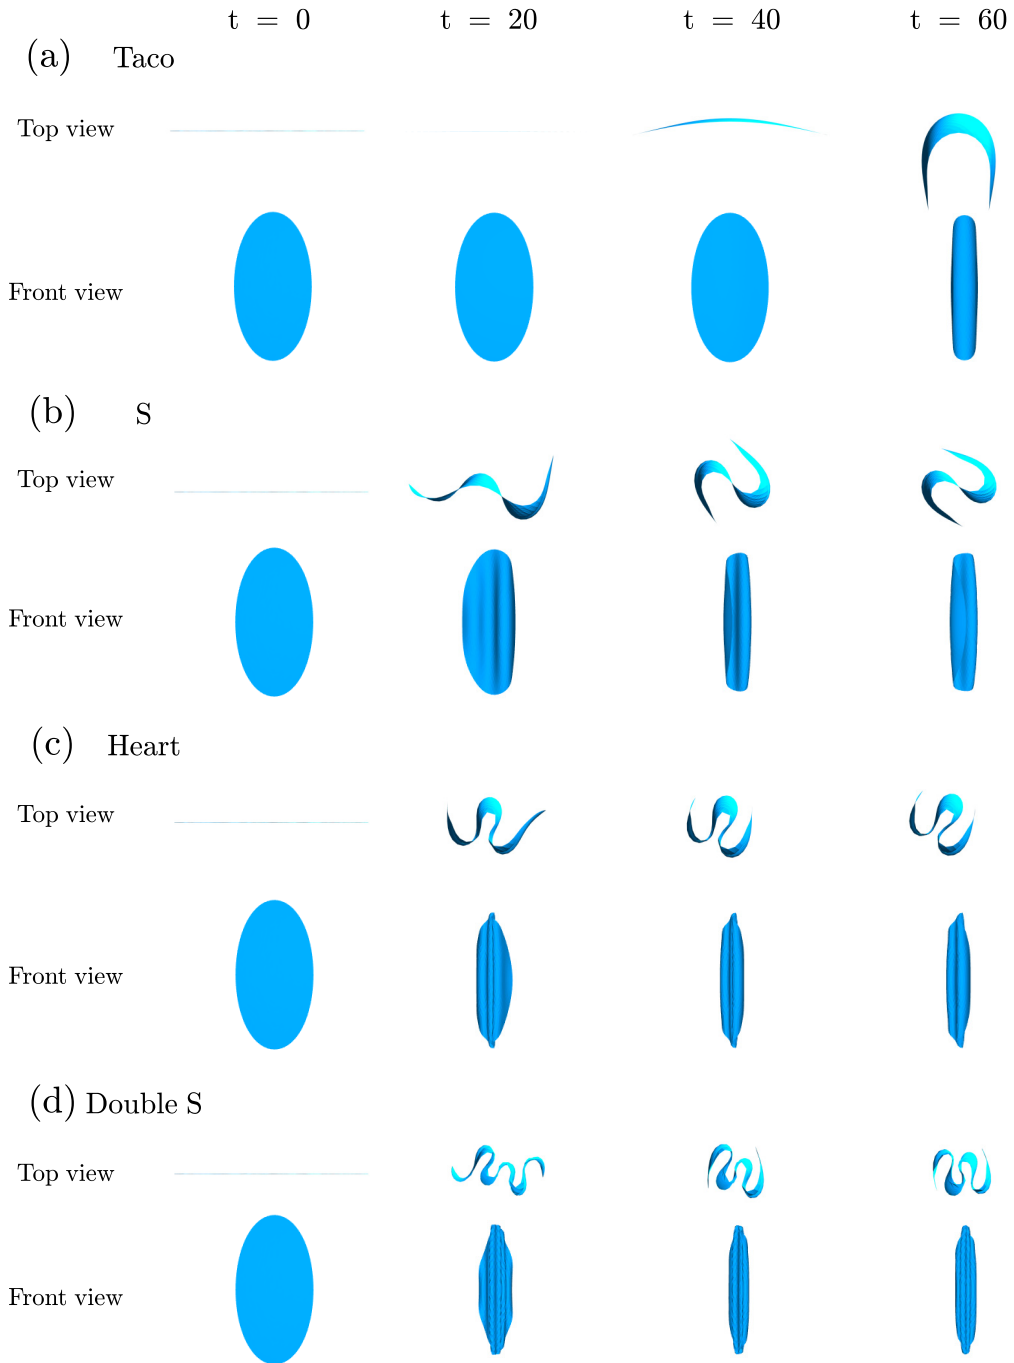 t = 0 t = 20 t = 40 t = 60
(a) Taco
Top view
Front view
(b) S
Top view
Front view
(c) Heart
Top view
Front view
(d) Double S
Top view
Front view